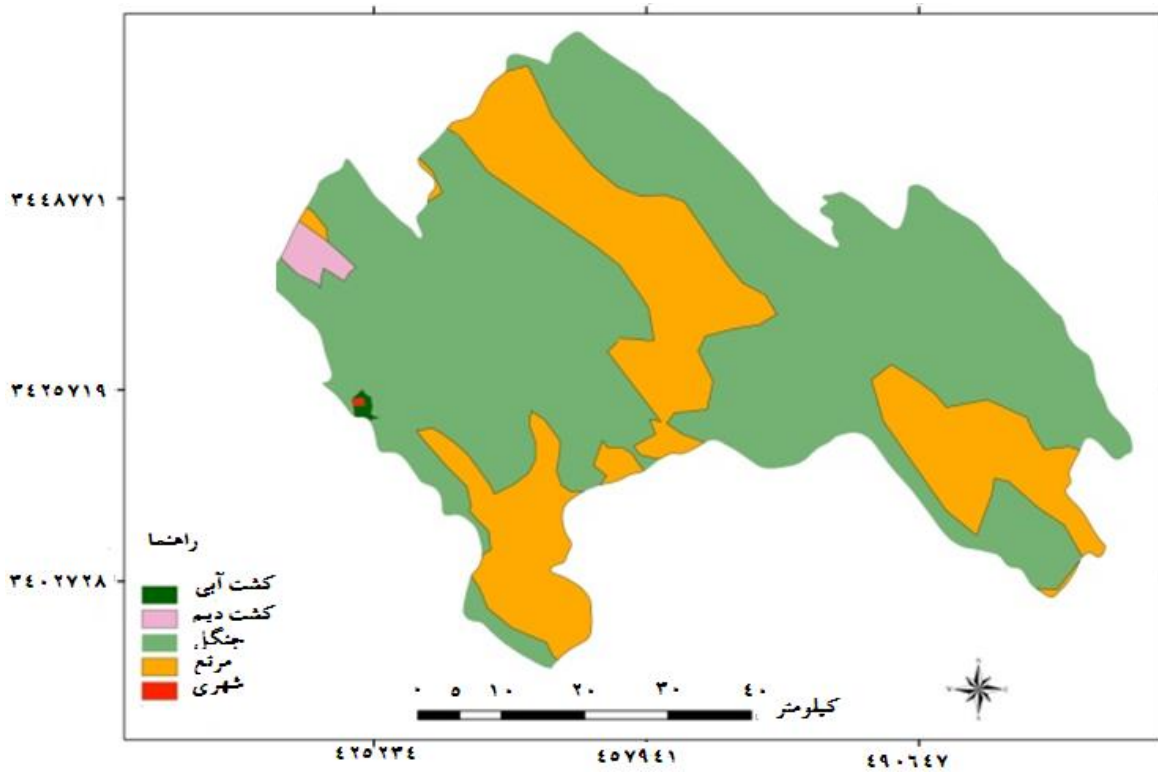 ۳۴۴۸۷۷۱
۳۴۲۵۷۱۹
۳۴۰۲۷۲۸
راهنما
کشت آبی
کشت دیم
جنگل
مرتع
شهری
۰ ۵ ۱۰ ۲۰ ۳۰ ۴۰
کیلومتر
۴۲۵۲۳۴ ۴۵۷۹۴۱ ۴۹۰۶۴۷